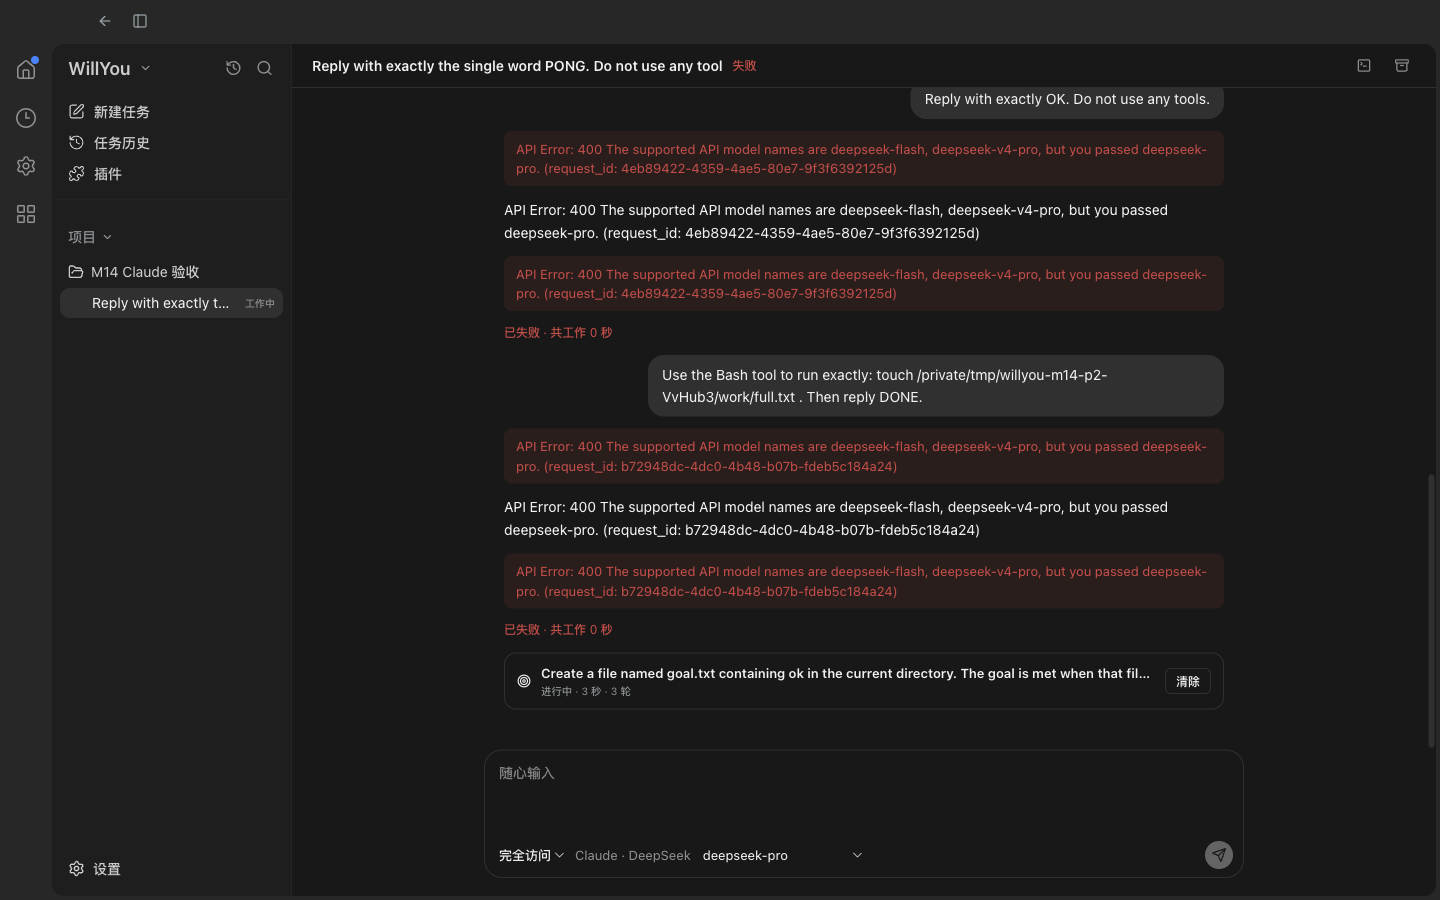 WillYou
新建任务
任务历史
插件
项目
M14 Claude 验收
Reply with exactly t...
工作中
设置
Reply with exactly the single word PONG. Do not use any tool
失败
Reply with exactly OK. Do not use any tools.
API Error: 400 The supported API model names are deepseek-flash, deepseek-v4-pro, but you passed deepseek-
pro. (request_id: 4eb89422-4359-4ae5-80e7-9f3f6392125d)
API Error: 400 The supported API model names are deepseek-flash, deepseek-v4-pro, but you passed
deepseek-pro. (request_id: 4eb89422-4359-4ae5-80e7-9f3f6392125d)
API Error: 400 The supported API model names are deepseek-flash, deepseek-v4-pro, but you passed deepseek-
pro. (request_id: 4eb89422-4359-4ae5-80e7-9f3f6392125d)
已失败 · 共工作 0 秒
Use the Bash tool to run exactly: touch /private/tmp/willyou-m14-p2-
VvHub3/work/full.txt . Then reply DONE.
API Error: 400 The supported API model names are deepseek-flash, deepseek-v4-pro, but you passed deepseek-
pro. (request_id: b72948dc-4dc0-4b48-b07b-fdeb5c184a24)
API Error: 400 The supported API model names are deepseek-flash, deepseek-v4-pro, but you passed
deepseek-pro. (request_id: b72948dc-4dc0-4b48-b07b-fdeb5c184a24)
API Error: 400 The supported API model names are deepseek-flash, deepseek-v4-pro, but you passed deepseek-
pro. (request_id: b72948dc-4dc0-4b48-b07b-fdeb5c184a24)
已失败 · 共工作 0 秒
Create a file named goal.txt containing ok in the current directory. The goal is met when that fil...
进行中 · 3 秒 · 3 轮
清除
随心输入
完全访问
Claude · DeepSeek
deepseek-pro